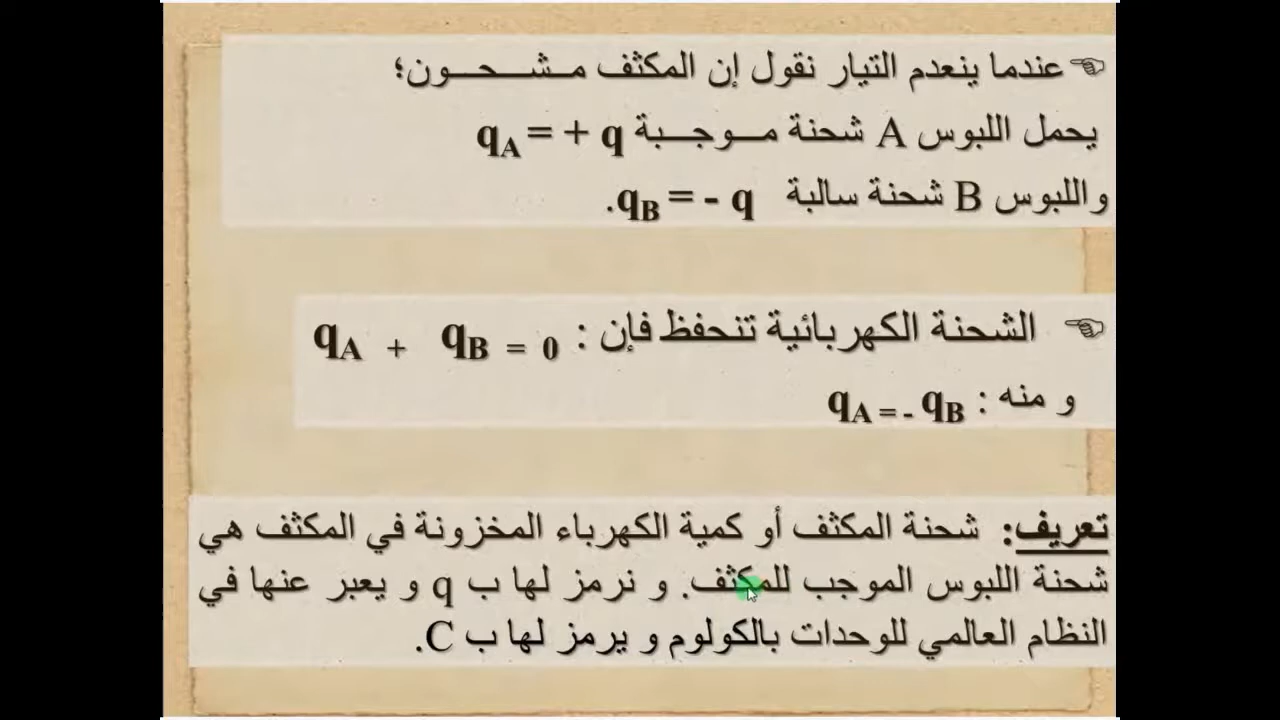 ☜ عندما ينعدم التيار نقول إن المكثف مـشـــحـــون؛
يحمل اللبوس A شحنة مـــوجـــبة qA = + q
واللبوس B شحنة سالبة qB = - q.
☜ الشحنة الكهربائية تنحفظ فإن : qA + qB = 0
و منه : qA = - qB
تعريف: شحنة المكثف أو كمية الكهرباء المخزونة في المكثف هي
شحنة اللبوس الموجب للمكثف. و نرمز لها ب q و يعبر عنها في
النظام العالمي للوحدات بالكولوم و يرمز لها ب C.